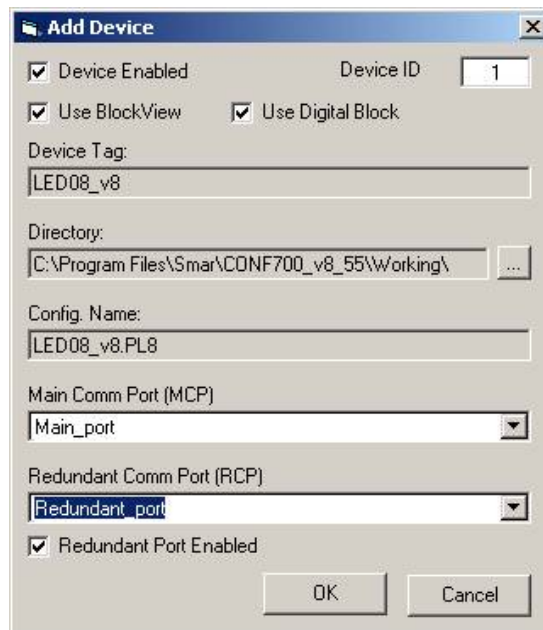 Add Device
Device Enabled Device ID 1
Use BlockView Use Digital Block
Device Tag:
LED08_v8
Directory:
C:\Program Files\Smar\CONF700_v8_55\Working\ ...
Config. Name:
LED08_v8.PL8
Main Comm Port (MCP)
Main_port
Redundant Comm Port (RCP)
Redundant_port
Redundant Port Enabled
OK Cancel